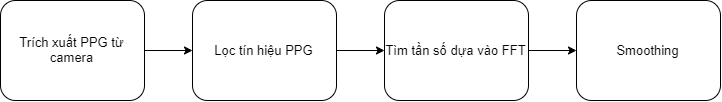 Trích xuất PPG từ
camera
Lọc tín hiệu PPG
Tìm tần số dựa vào FFT
Smoothing